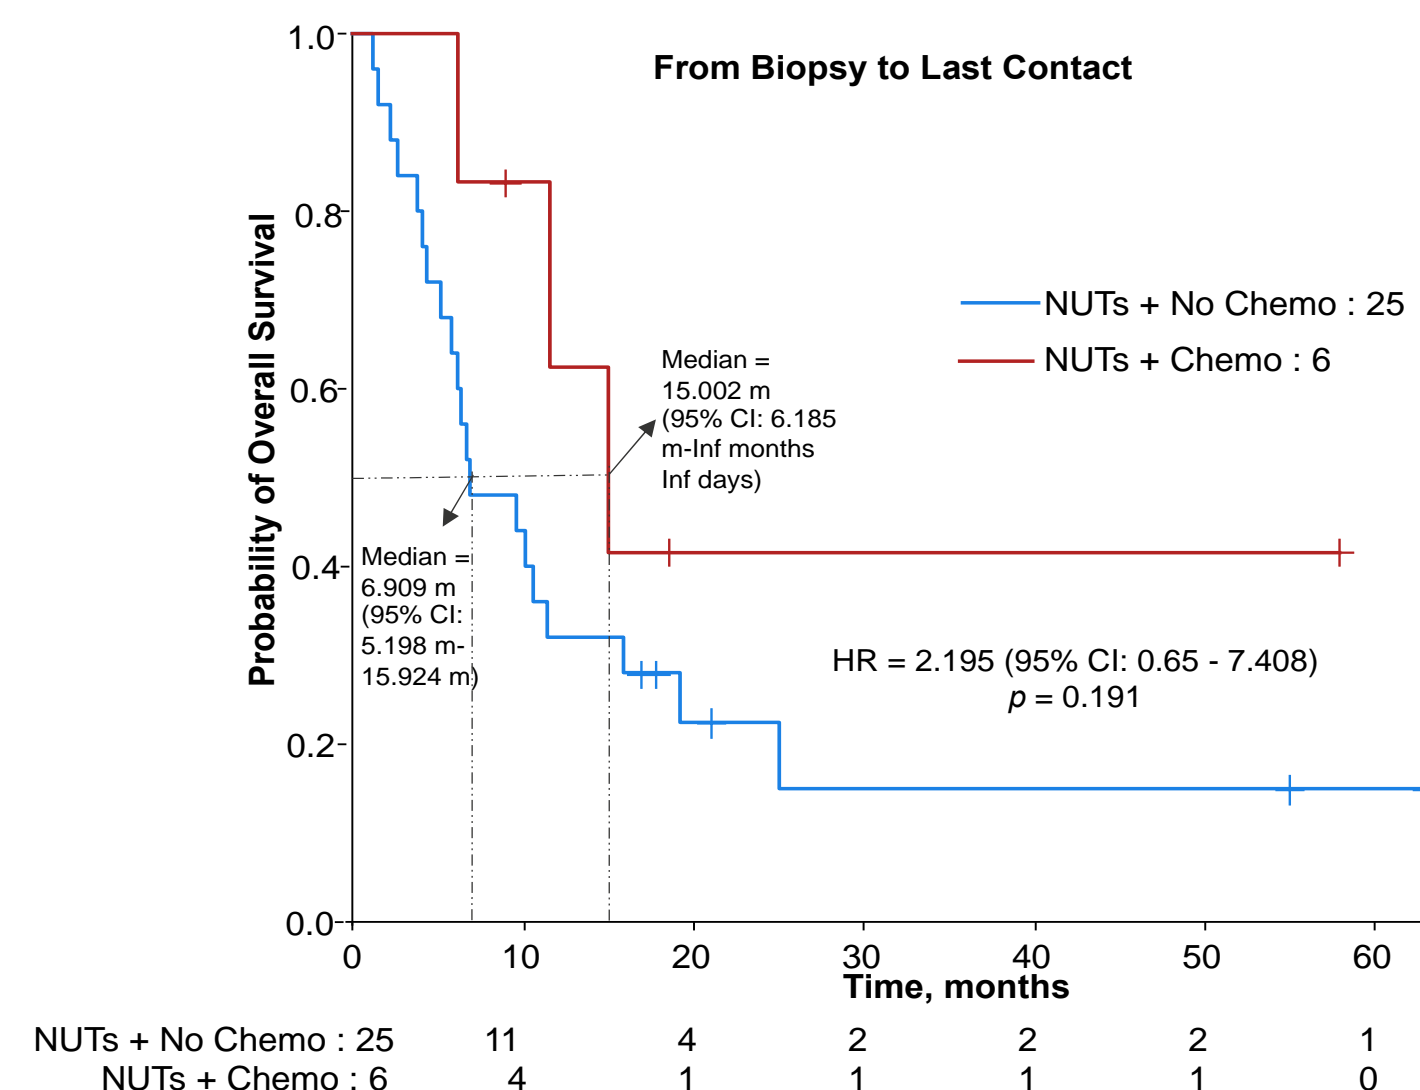 From Biopsy to Last Contact
Probability of Overall Survival
1.0
0.8
0.6
0.4
0.2
0.0
NUTs + No Chemo : 25
NUTs + Chemo : 6
Median =
15.002 m
(95% CI: 6.185
m-Inf months
Inf days)
Median =
6.909 m
(95% CI:
5.198 m-
15.924 m)
HR = 2.195 (95% CI: 0.65 - 7.408)
p = 0.191
0 10 20 30 40 50 60
Time, months
NUTs + No Chemo : 25 11 4 2 2 2 1
NUTs + Chemo : 6 4 1 1 1 1 0